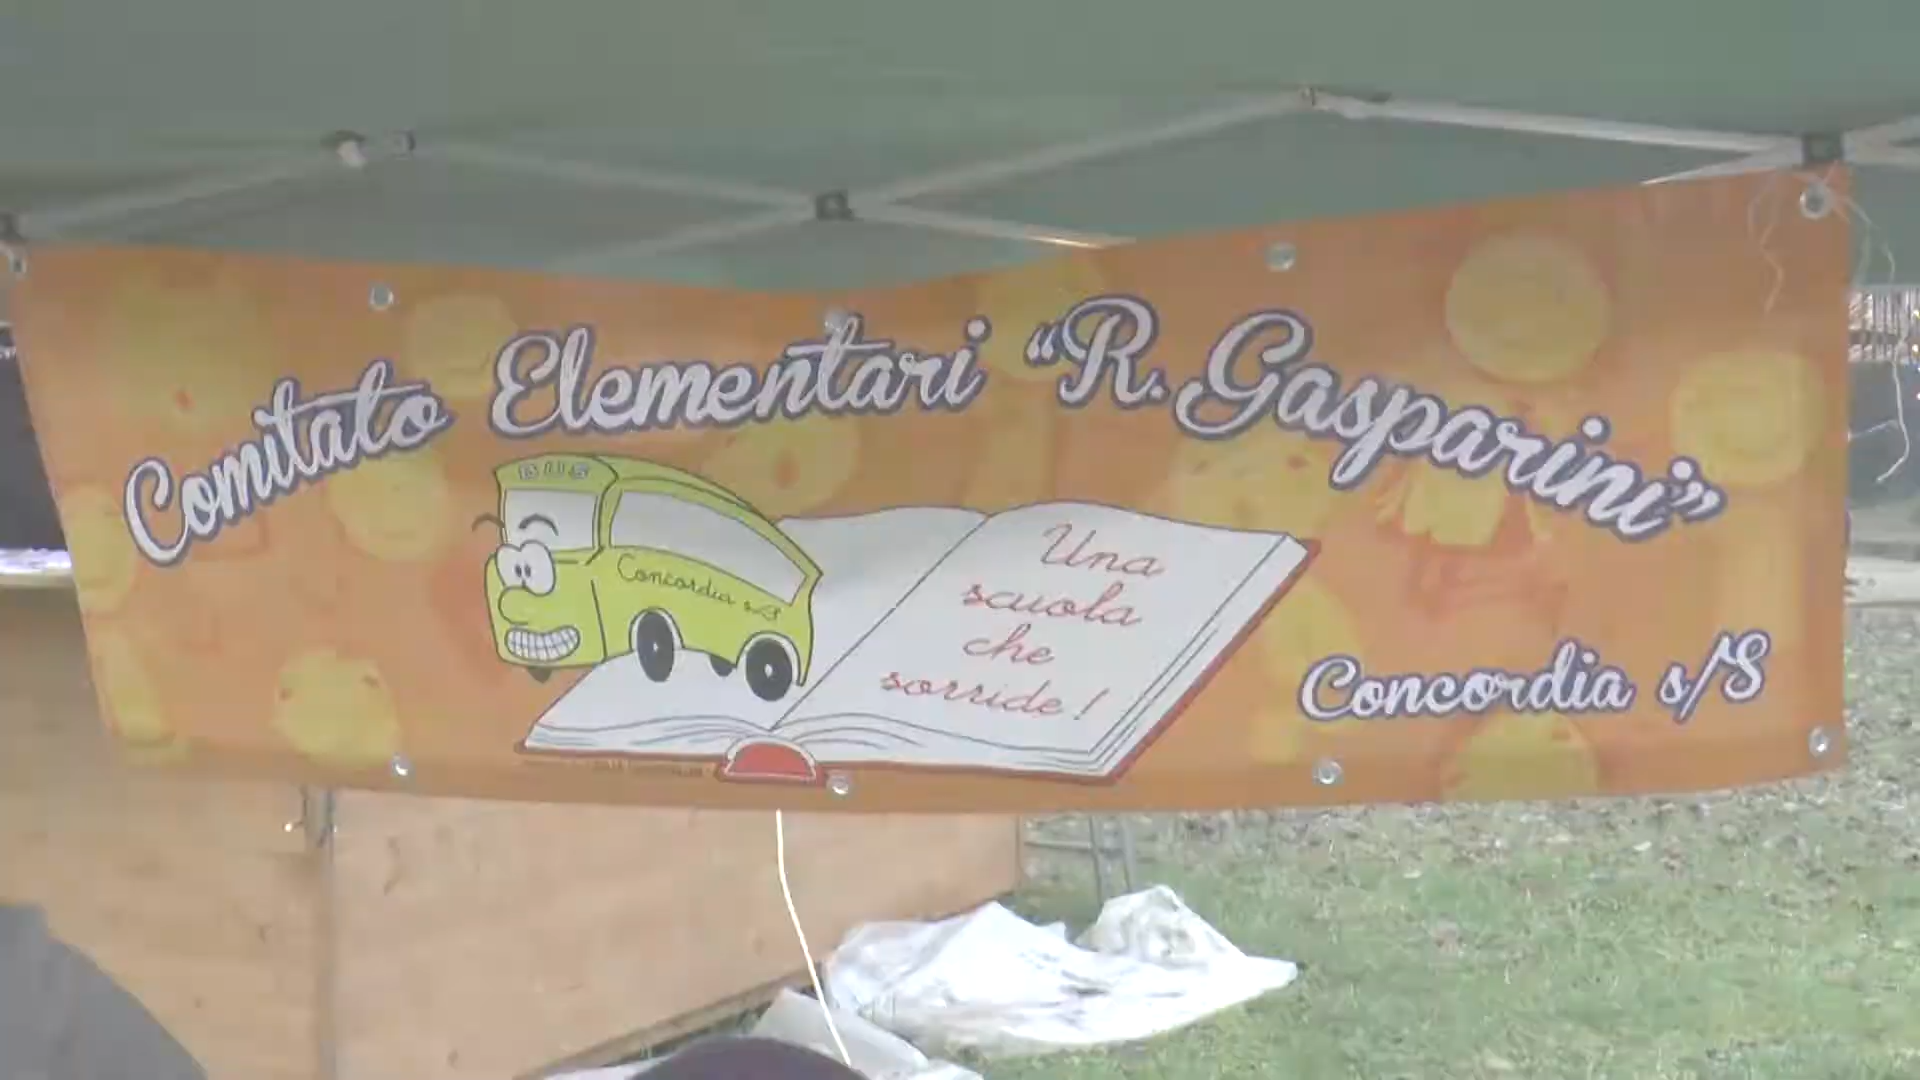 Comitato Elementari “R. Gasparini”
BUS
Concordia s/S
Una
scuola
che
sorride!
Concordia s/S